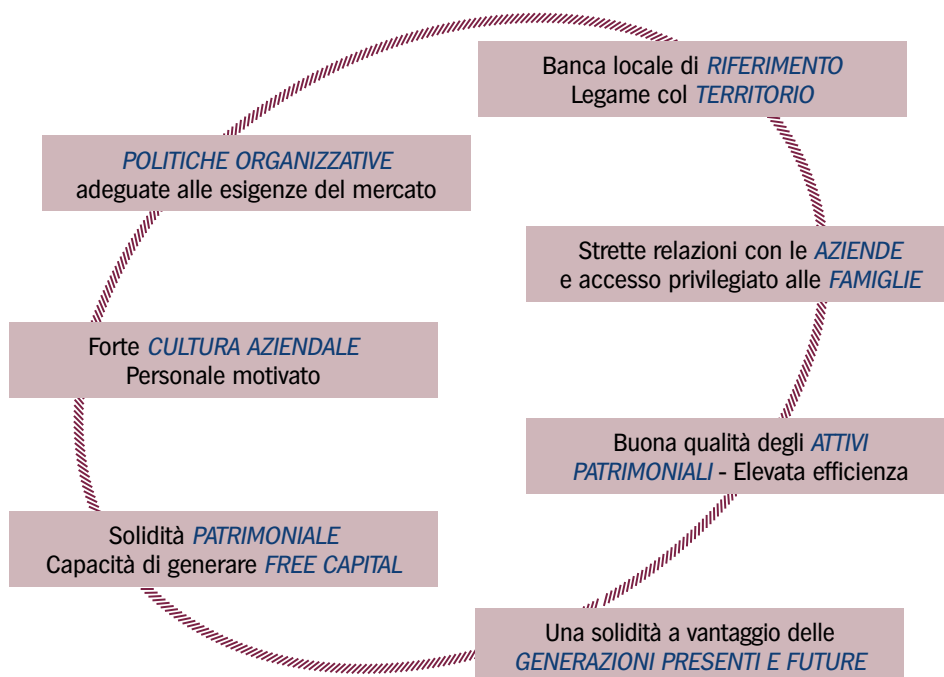 Banca locale di RIFERIMENTO
Legame col TERRITORIO
POLITICHE ORGANIZZATIVE
adeguate alle esigenze del mercato
Strette relazioni con le AZIENDE
e accesso privilegiato alle FAMIGLIE
Forte CULTURA AZIENDALE
Personale motivato
Buona qualità degli ATTIVI
PATRIMONIALI - Elevata efficienza
Solidità PATRIMONIALE
Capacità di generare FREE CAPITAL
Una solidità a vantaggio delle
GENERAZIONI PRESENTI E FUTURE